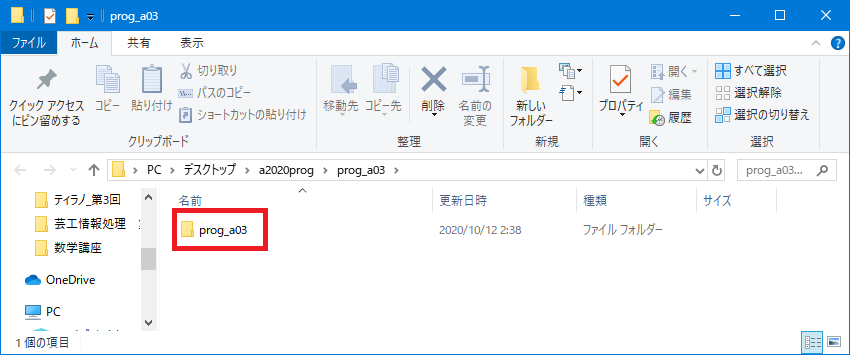 prog_a03
ファイル ホーム 共有 表示
クイック アクセス
にピン留めする
コピー
貼り付け
切り取り
パスのコピー
ショートカットの貼り付け
クリップボード
移動先
コピー先
削除
名前の
変更
整理
新しい
フォルダー
新規
プロパティ
開く
編集
履歴
開く
すべて選択
選択解除
選択の切り替え
選択
PC > デスクトップ > a2020prog > prog_a03 >
prog_a03...
ティラノ_第3回
芸工情報処理
数学講座
OneDrive
PC
名前 更新日時 種類 サイズ
prog_a03 2020/10/12 2:38 ファイル フォルダー
1 個の項目